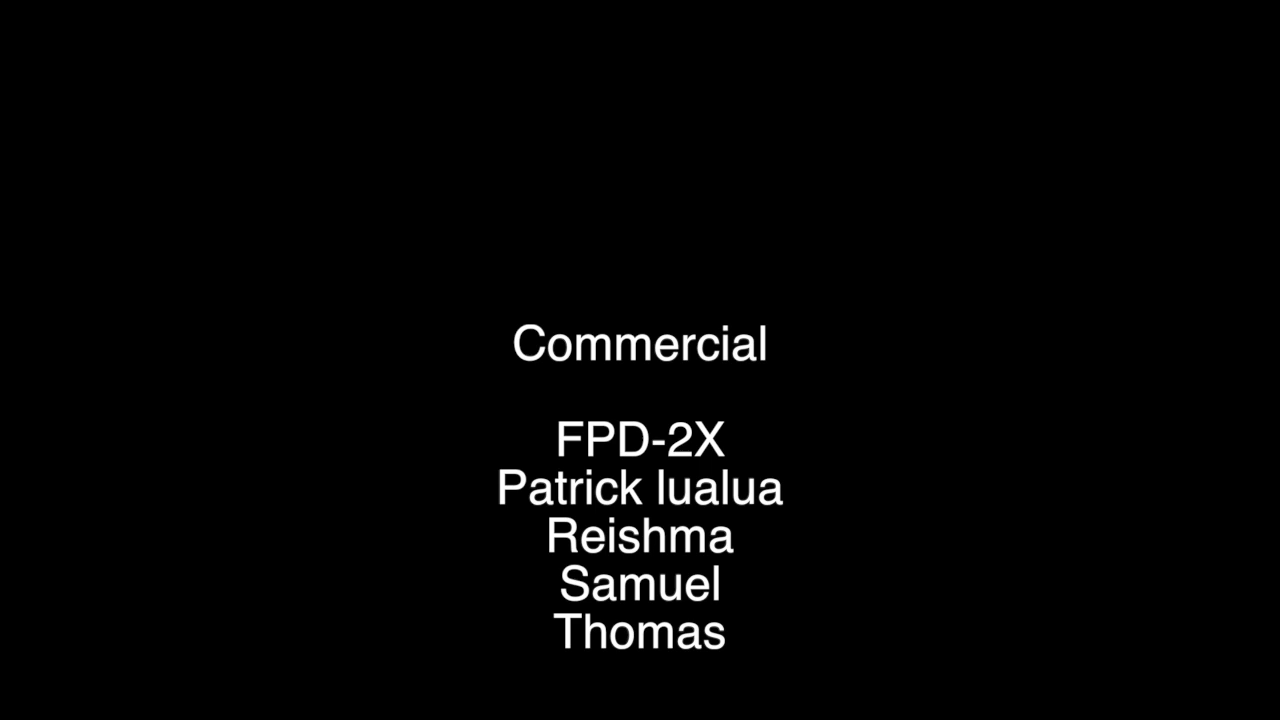 Commercial
FPD-2X
Patrick lualua
Reishma
Samuel
Thomas